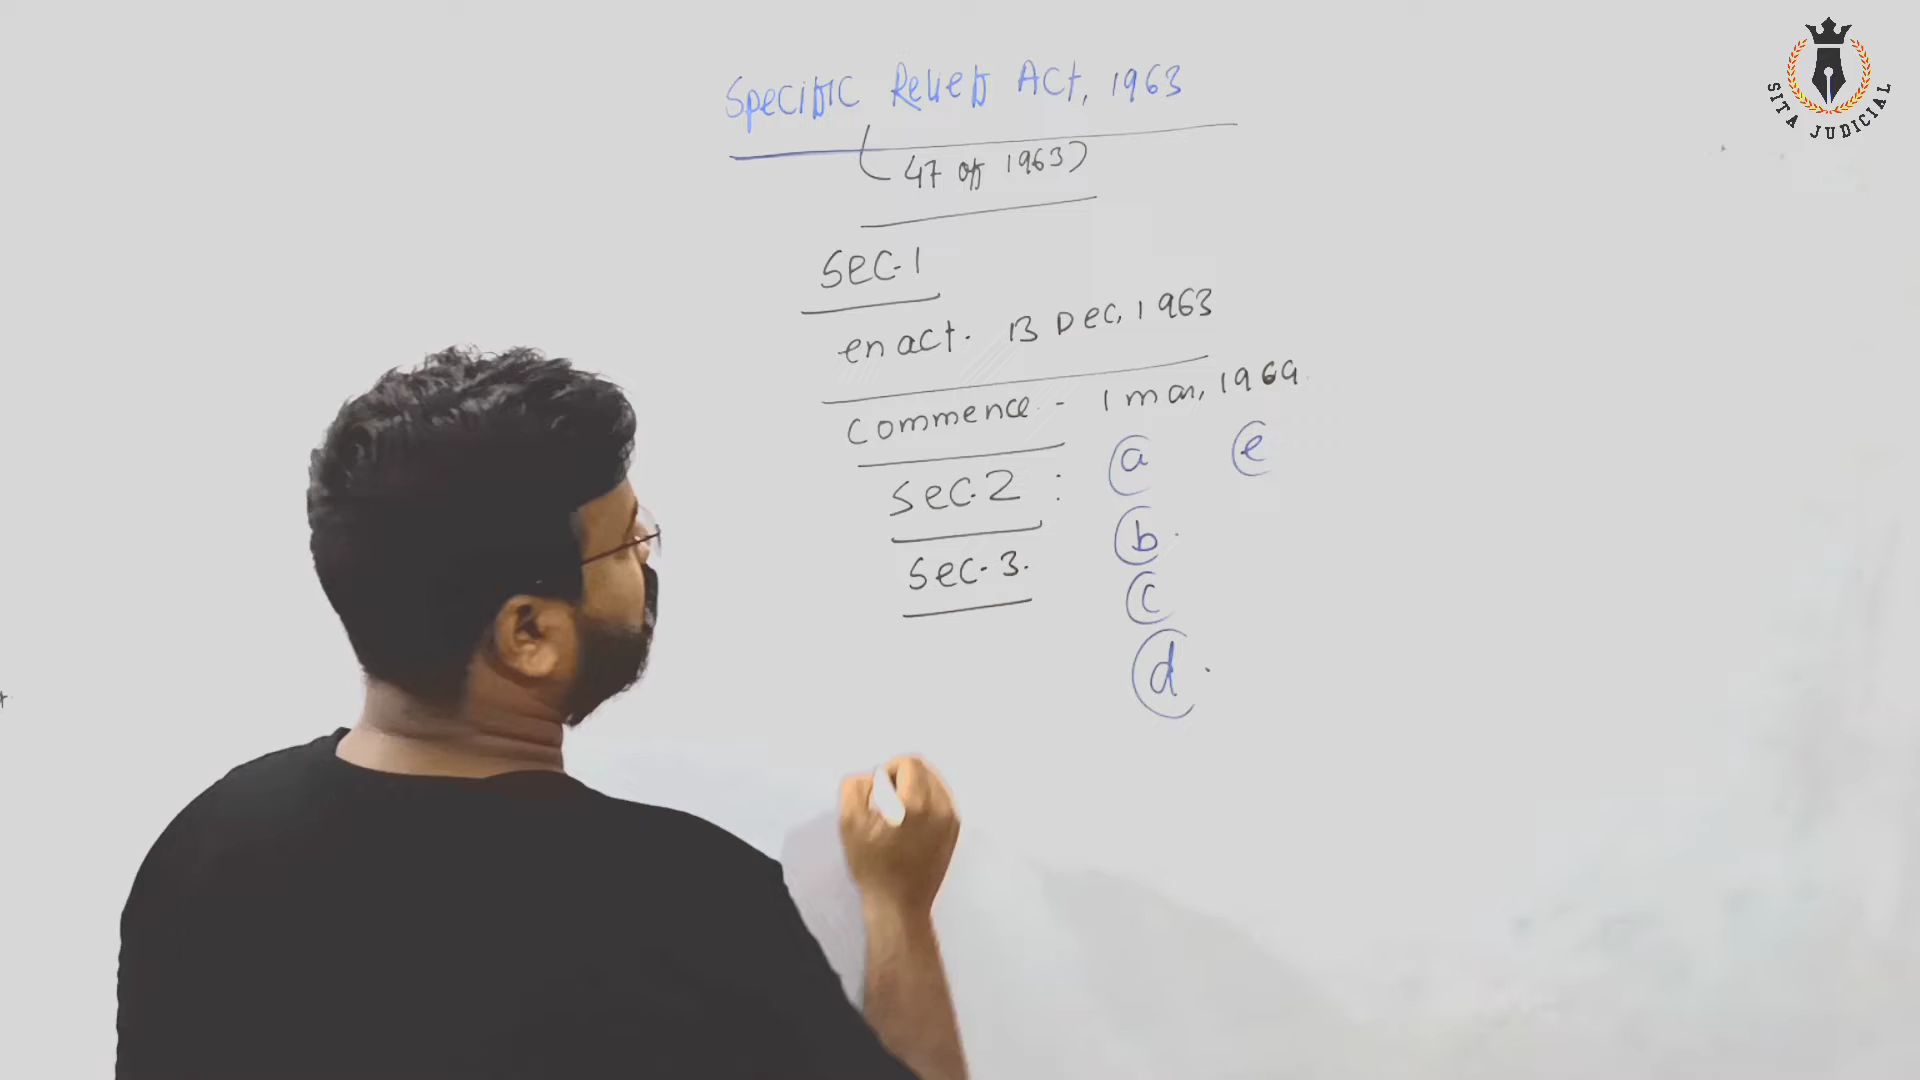 Specific Relief Act, 1963
(47 of 1963)
Sec. 1
enact. 13 Dec, 1963
Commence. - 1 mar, 1964.
Sec. 2 : a e
b.
Sec. 3. c
d.
SITA JUDICIAL